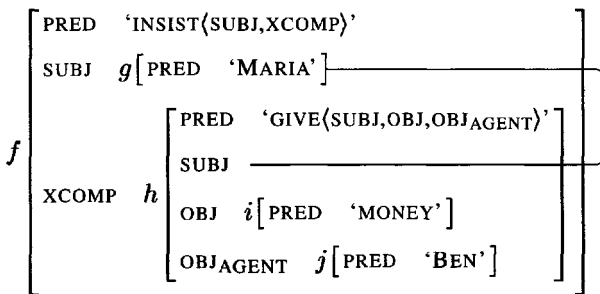 PRED ‘INSIST⟨SUBJ,XCOMP⟩’
SUBJ g[PRED ‘MARIA’]
PRED ‘GIVE⟨SUBJ,OBJ,OBJAGENT⟩’
SUBJ
f XCOMP h
OBJ i[PRED ‘MONEY’]
OBJAGENT j[PRED ‘BEN’]